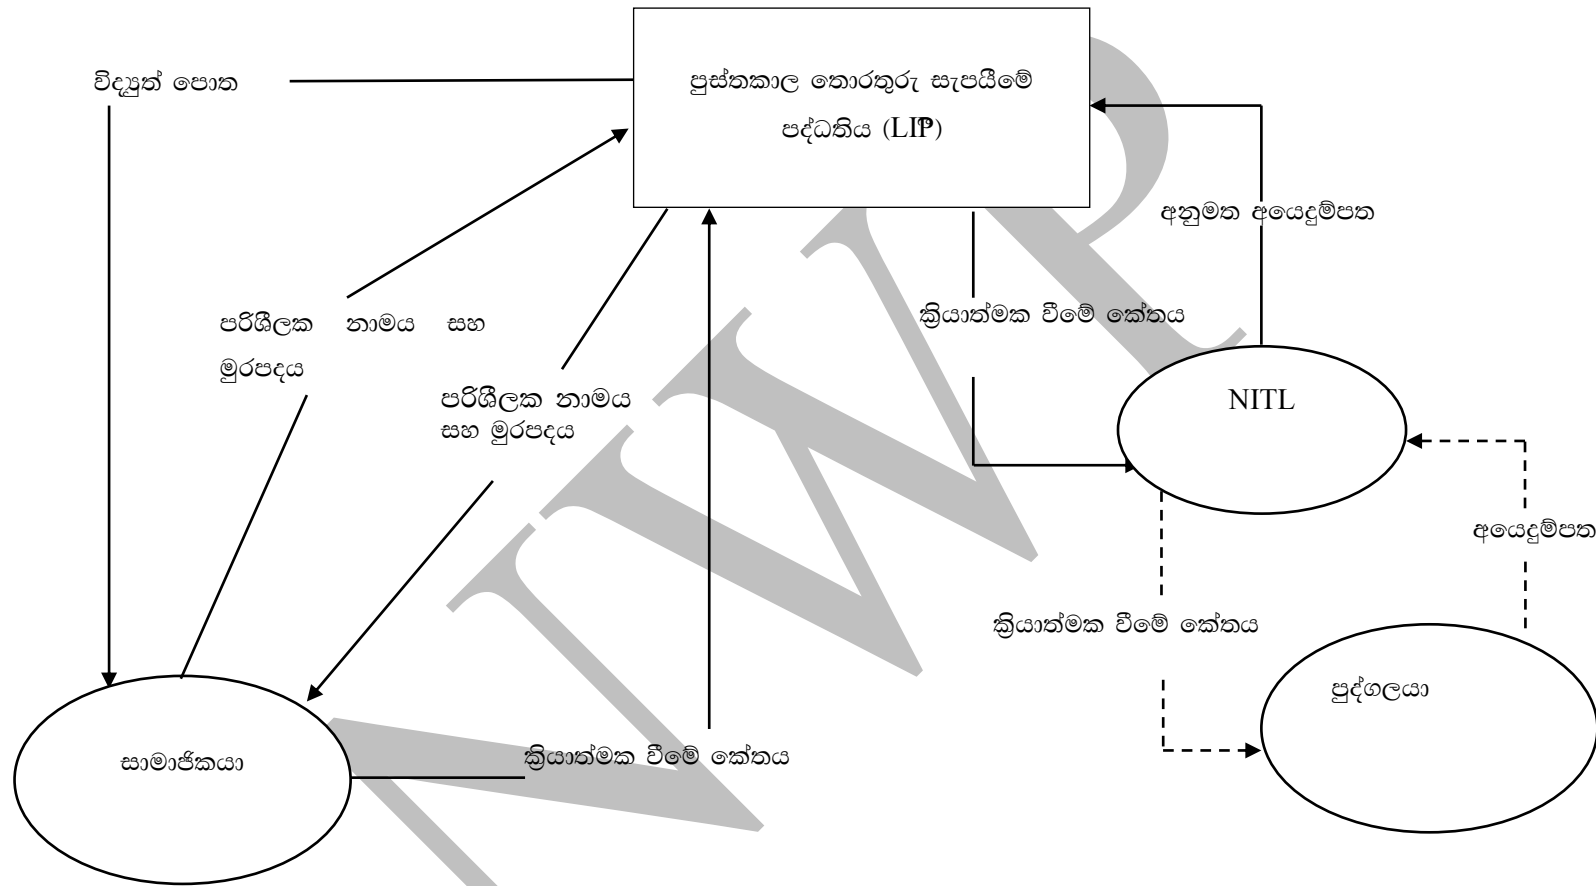 විද්‍යුත් පොත
පුස්තකාල තොරතුරු සැපයීමේ
පද්ධතිය (LIP)
අනුමත අයෙදුම්පත
පරිශීලක නාමය සහ
මුරපදය
ක්‍රියාත්මක වීමේ කේතය
පරිශීලක නාමය
සහ මුරපදය
NITL
අයෙදුම්පත
ක්‍රියාත්මක වීමේ කේතය
පුද්ගලයා
සාමාජිකයා
ක්‍රියාත්මක වීමේ කේතය